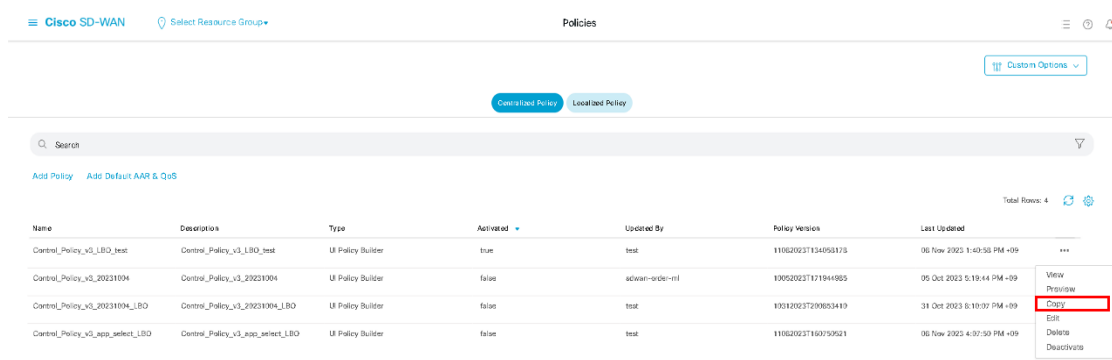 Cisco SD-WAN
Select Resource Group
Policies
Custom Options
Centralized Policy
Localized Policy
Search
Add Policy
Add Default AAR & QoS
Total Rows: 4
Name Description Type Activated Updated By Policy Version Last Updated
Control_Policy_v3_LBO_test Control_Policy_v3_LBO_test UI Policy Builder true test 11062023T134058178 06 Nov 2023 1:40:58 PM +09
Control_Policy_v3_20231004 Control_Policy_v3_20231004 UI Policy Builder false sdwan-order-ml 10052023T171944985 05 Oct 2023 5:19:44 PM +09
Control_Policy_v3_20231004_LBO Control_Policy_v3_20231004_LBO UI Policy Builder false test 10312023T200853419 31 Oct 2023 8:10:07 PM +09
Control_Policy_v3_app_select_LBO Control_Policy_v3_app_select_LBO UI Policy Builder false test 11062023T160750521 06 Nov 2023 4:07:50 PM +09
View
Preview
Copy
Edit
Delete
Deactivate